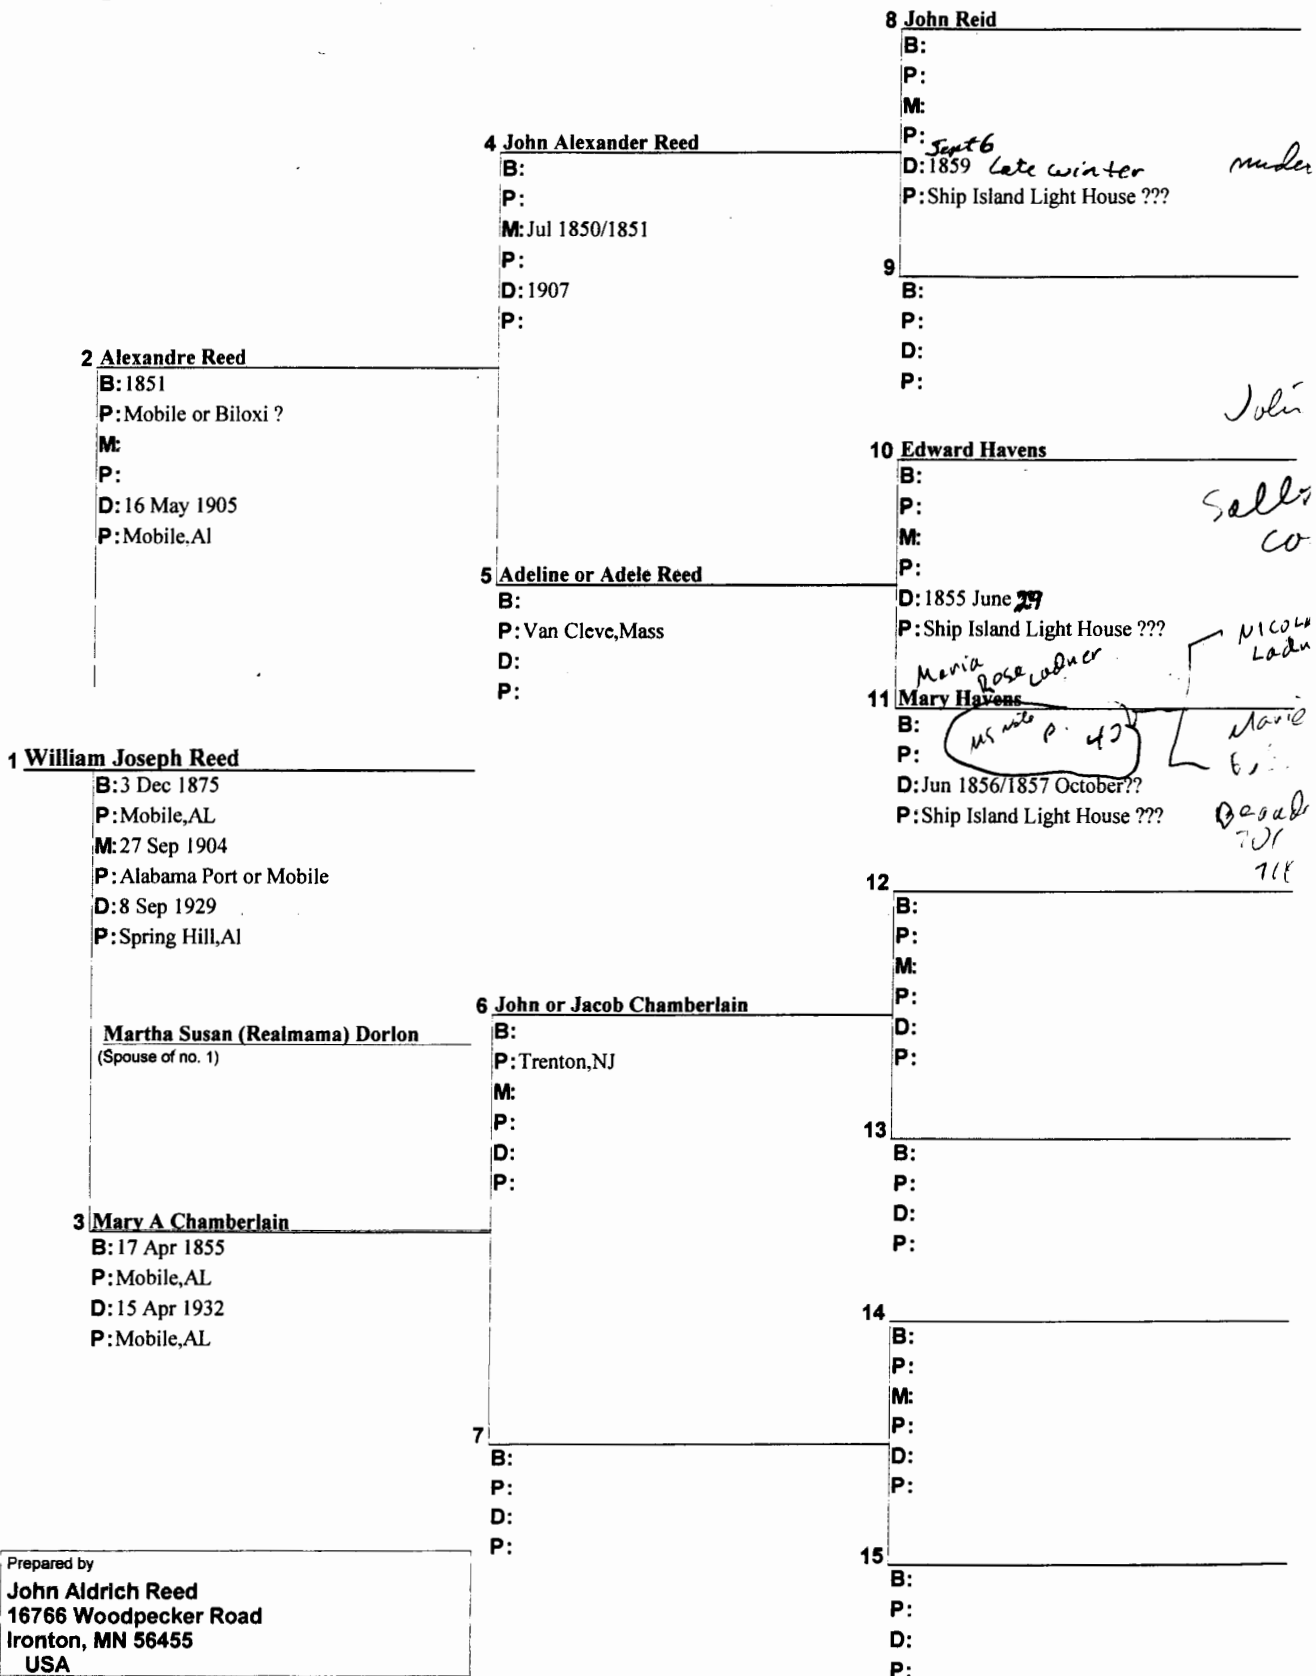 8 John Reid
B:
P:
M:
P:
Sept 6
D: 1859 Late winter
P: Ship Island Light House ???
4 John Alexander Reed
B:
P:
M: Jul 1850/1851
P:
D: 1907
P:
9
B:
P:
D:
P:
2 Alexandre Reed
B: 1851
P: Mobile or Biloxi ?
M:
P:
D: 16 May 1905
P: Mobile,Al
John
10 Edward Havens
B:
P:
M:
P:
D: 1855 June 29
P: Ship Island Light House ???
5 Adeline or Adele Reed
B:
P: Van Cleve,Mass
D:
P:
Maria Rose Ladner
11 Mary Havens
B:
P:
p. 42
D: Jun 1856/1857 October??
P: Ship Island Light House ???
Marie
1 William Joseph Reed
B: 3 Dec 1875
P: Mobile,AL
M: 27 Sep 1904
P: Alabama Port or Mobile
D: 8 Sep 1929
P: Spring Hill,Al
Martha Susan (Realmama) Dorlon
(Spouse of no. 1)
12
B:
P:
M:
P:
D:
P:
6 John or Jacob Chamberlain
B:
P: Trenton,NJ
M:
P:
D:
P:
13
B:
P:
D:
P:
3 Mary A Chamberlain
B: 17 Apr 1855
P: Mobile,AL
D: 15 Apr 1932
P: Mobile,AL
14
B:
P:
M:
P:
D:
P:
7
B:
P:
D:
P:
15
B:
P:
D:
P:
Prepared by
John Aldrich Reed
16766 Woodpecker Road
Ironton, MN 56455
USA